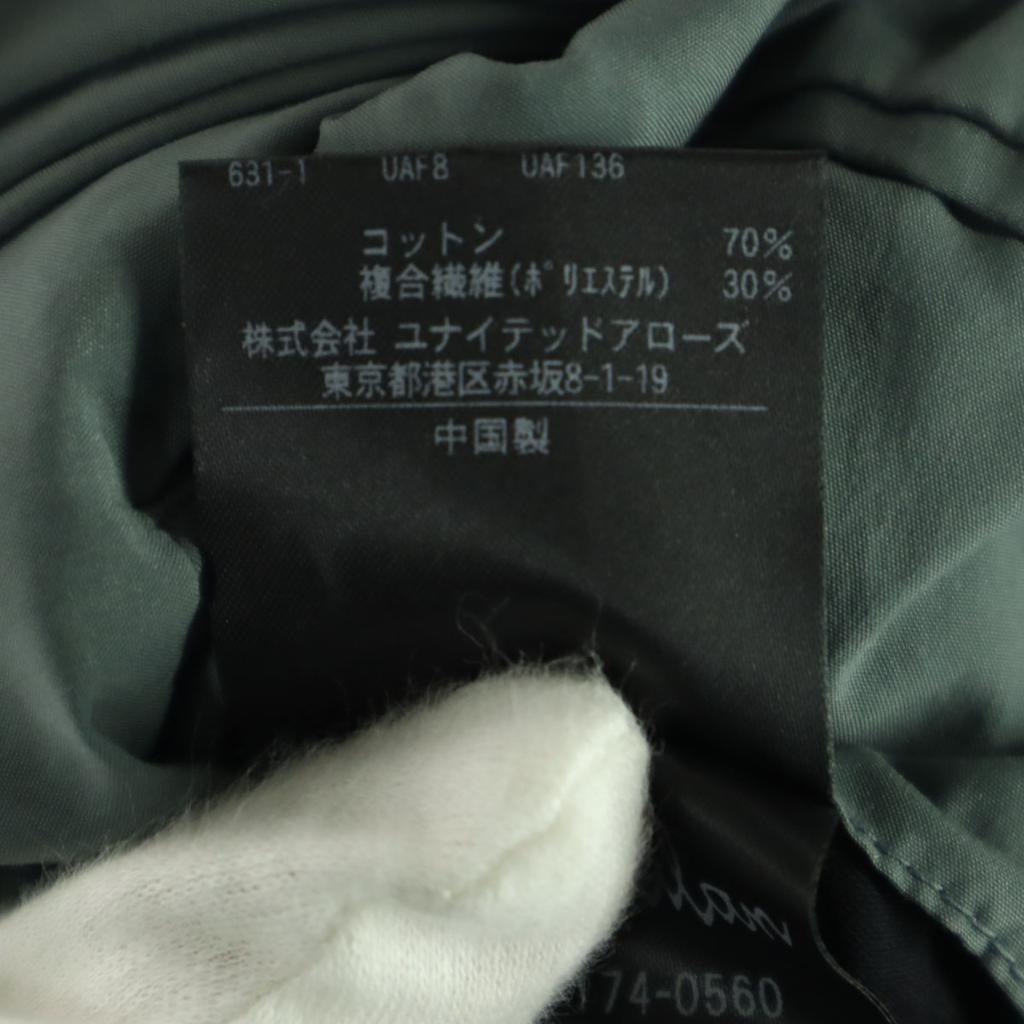 631-1 UAF8 UAF136
コットン 70%
複合繊維(ﾎﾟﾘｴｽﾃﾙ) 30%
株式会社 ユナイテッドアローズ
東京都港区赤坂8-1-19
中国製
174-0560